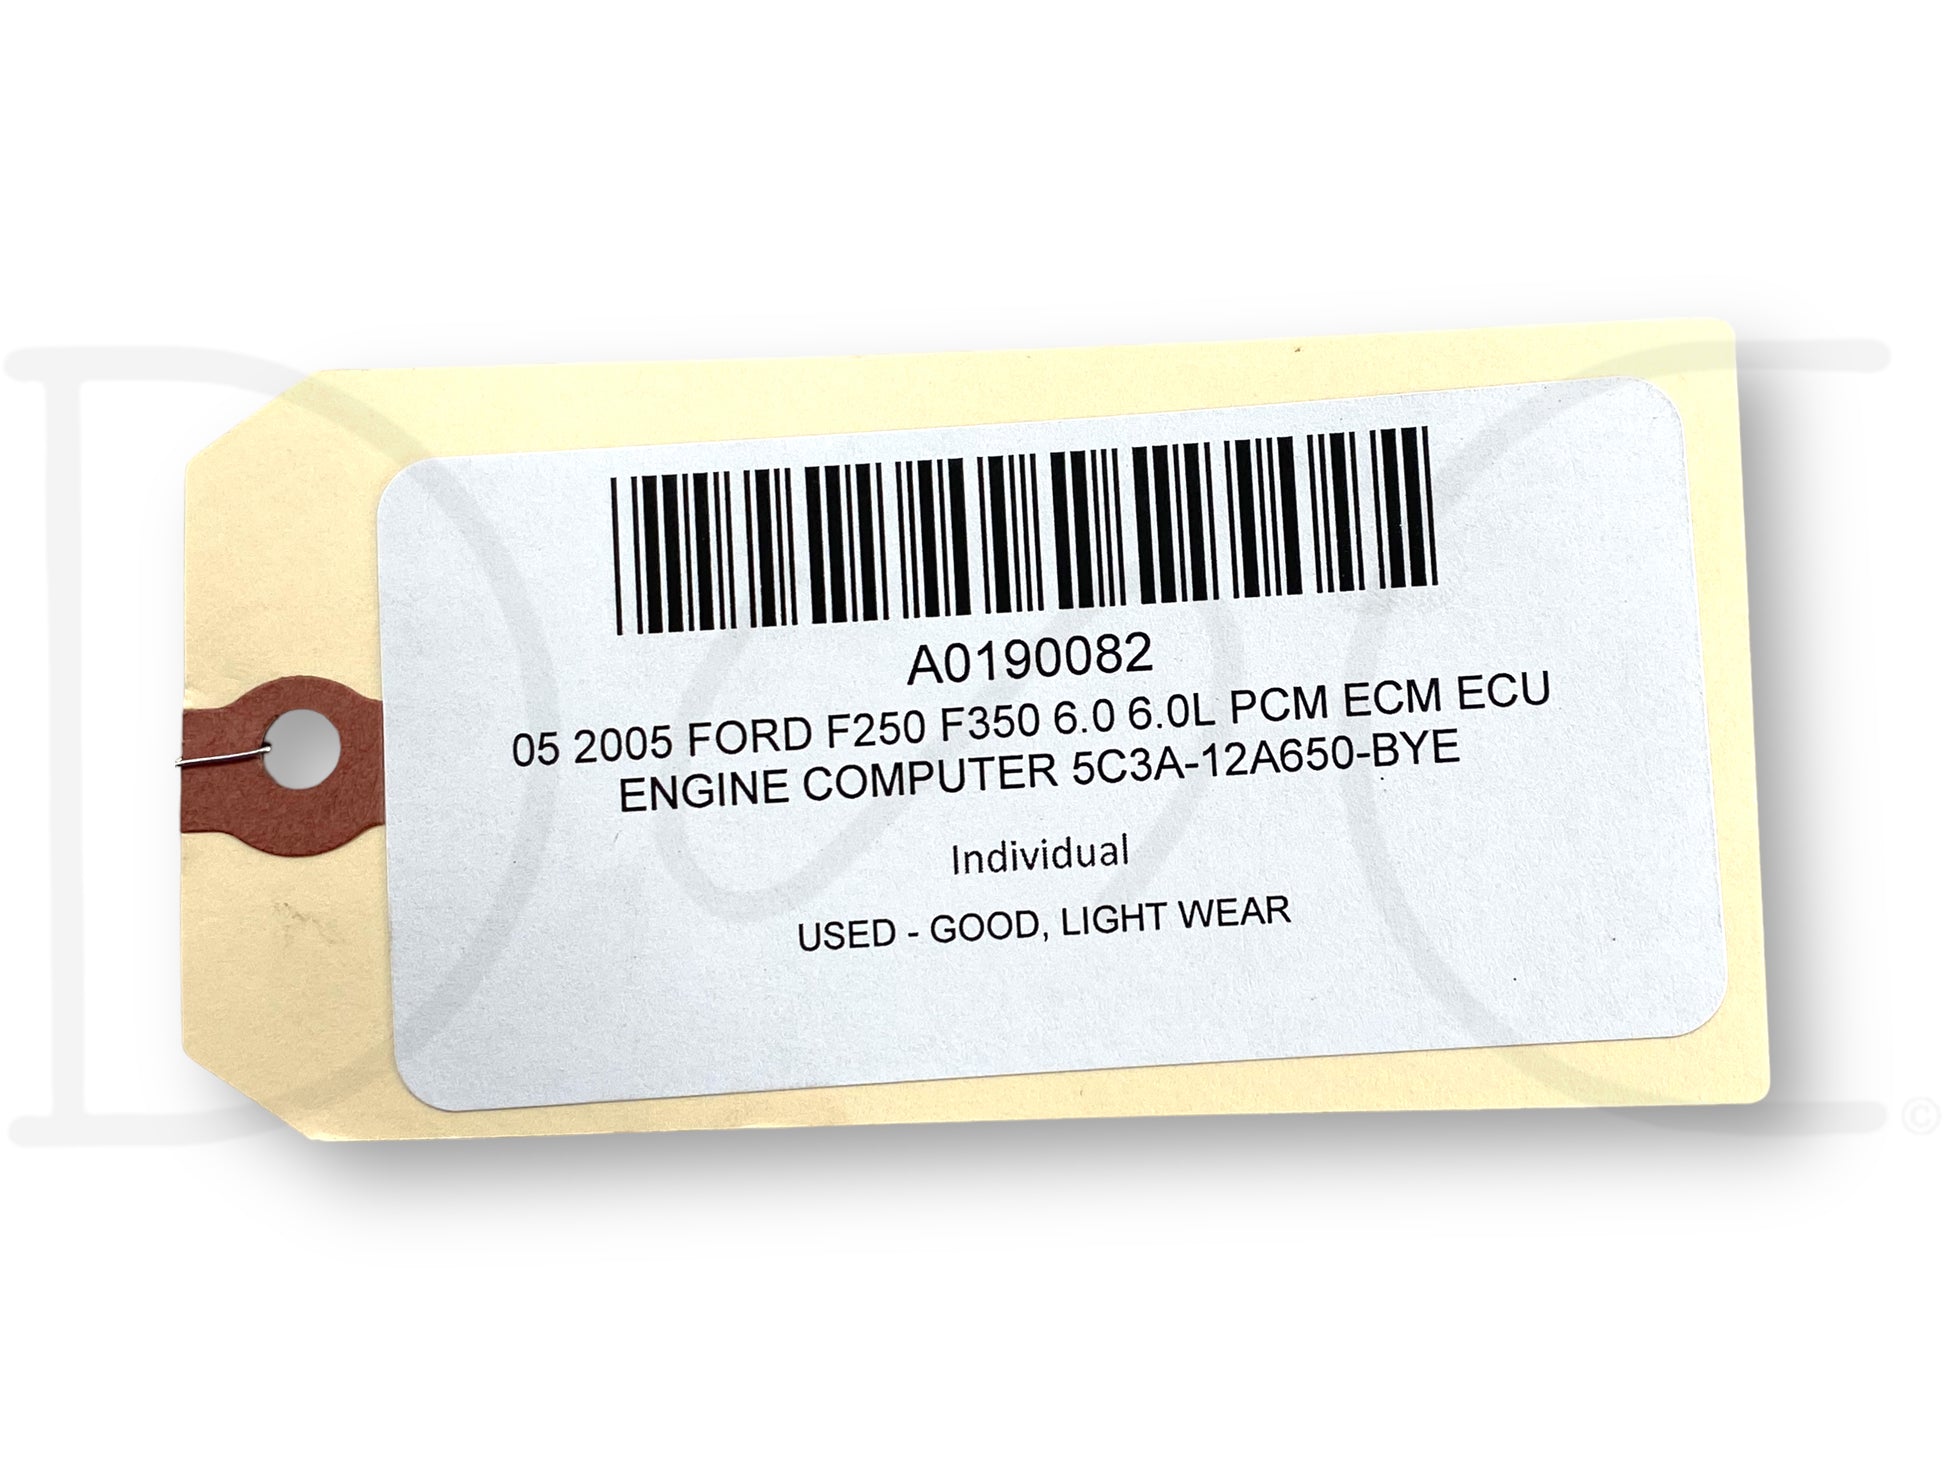 A0190082
05 2005 FORD F250 F350 6.0 6.0L PCM ECM ECU
ENGINE COMPUTER 5C3A-12A650-BYE
Individual
USED - GOOD, LIGHT WEAR
©